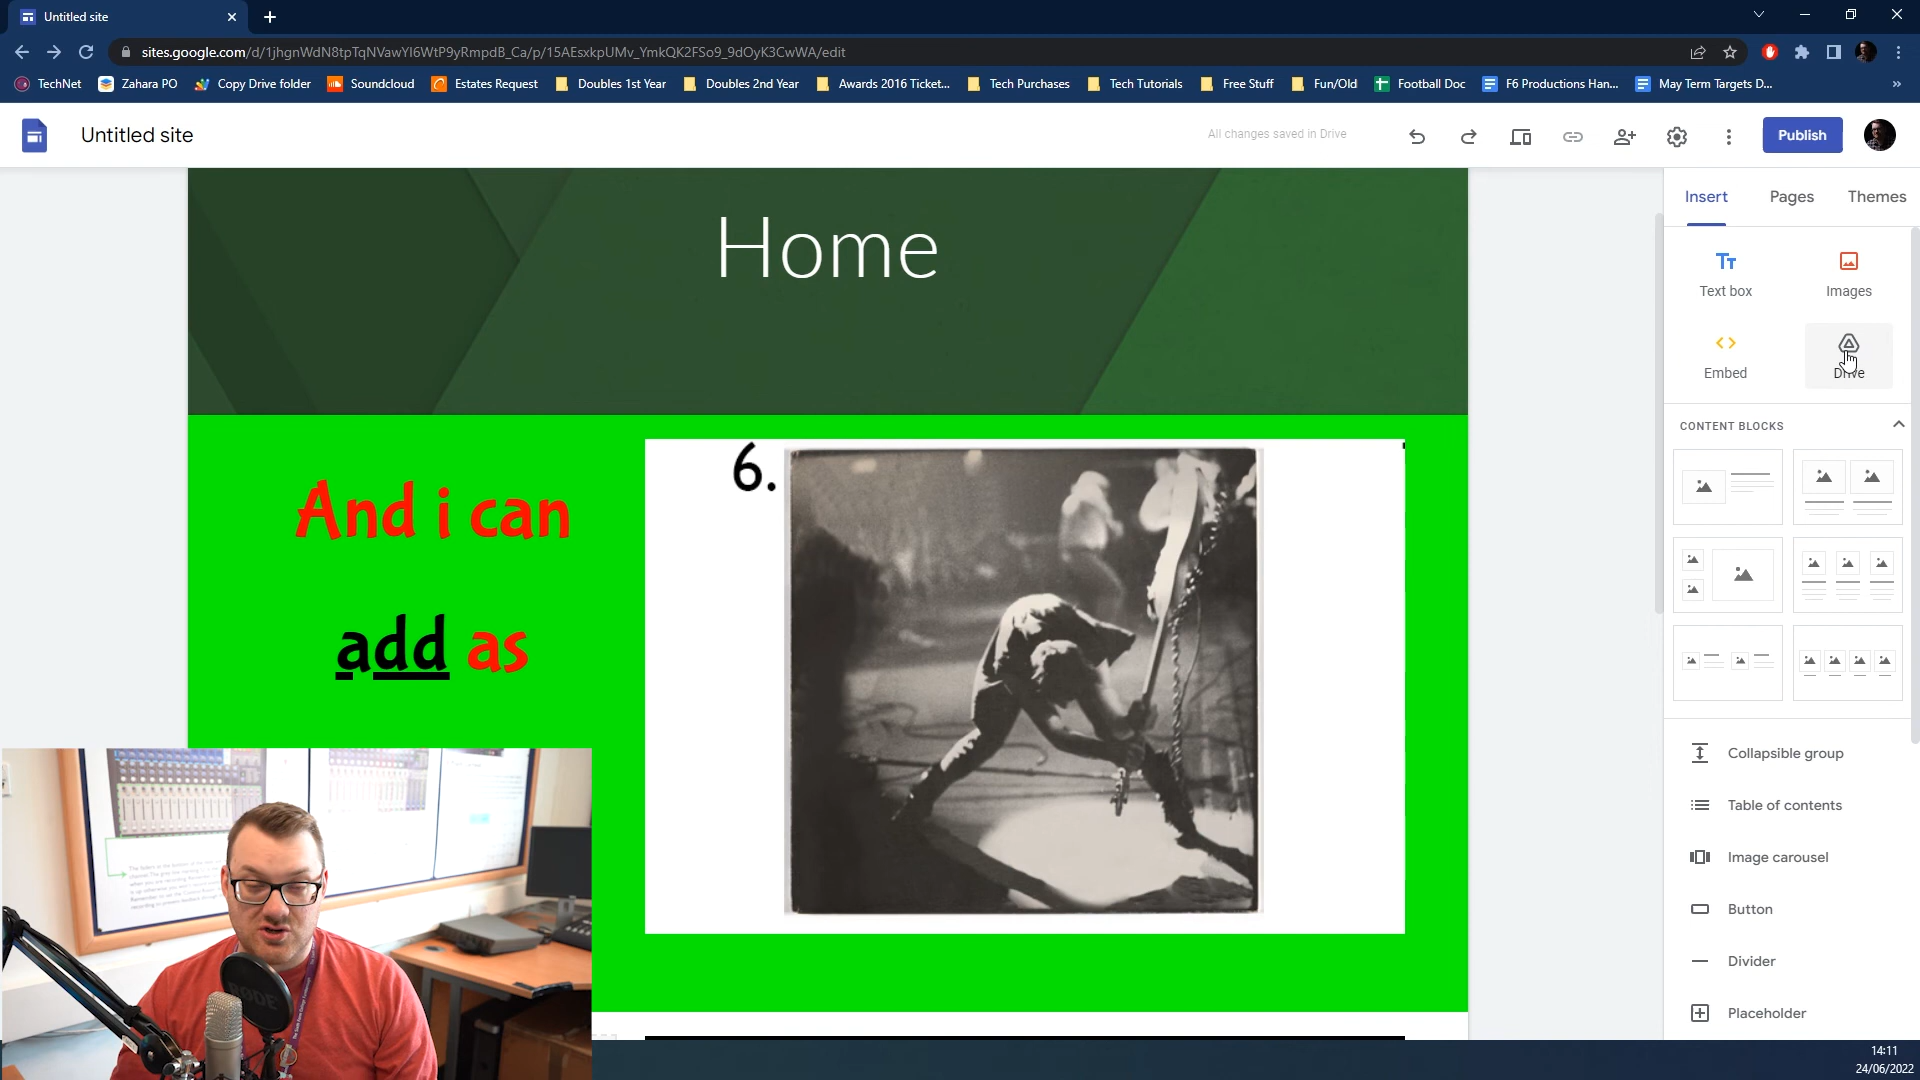 Untitled site
sites.google.com/d/1jhgnWdN8tpTqNVawYI6WtP9yRmpdB_Ca/p/15AEsxkpUMv_YmkQK2FSo9_9dOyK3CwWA/edit
TechNet Zahara PO Copy Drive folder Soundcloud Estates Request Doubles 1st Year Doubles 2nd Year Awards 2016 Ticket... Tech Purchases Tech Tutorials Free Stuff Fun/Old Football Doc F6 Productions Han... May Term Targets D... »
Untitled site All changes saved in Drive Publish
Insert Pages Themes
Home
Text box Images
Embed Drive
CONTENT BLOCKS
6.
And i can
add as
Collapsible group
Table of contents
Image carousel
Button
Divider
Placeholder
RØDE
14:11
24/06/2022